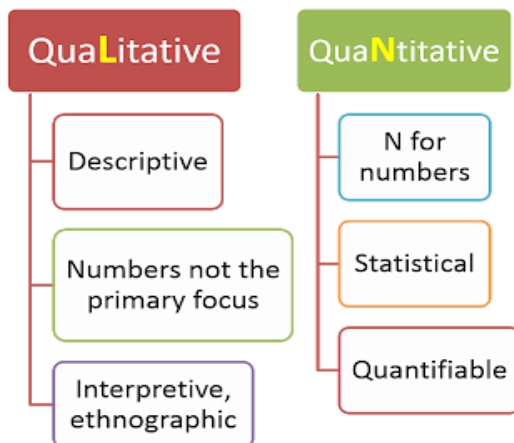 QuaLitative
Descriptive
Numbers not the
primary focus
Interpretive,
ethnographic
QuaNtitative
N for
numbers
Statistical
Quantifiable